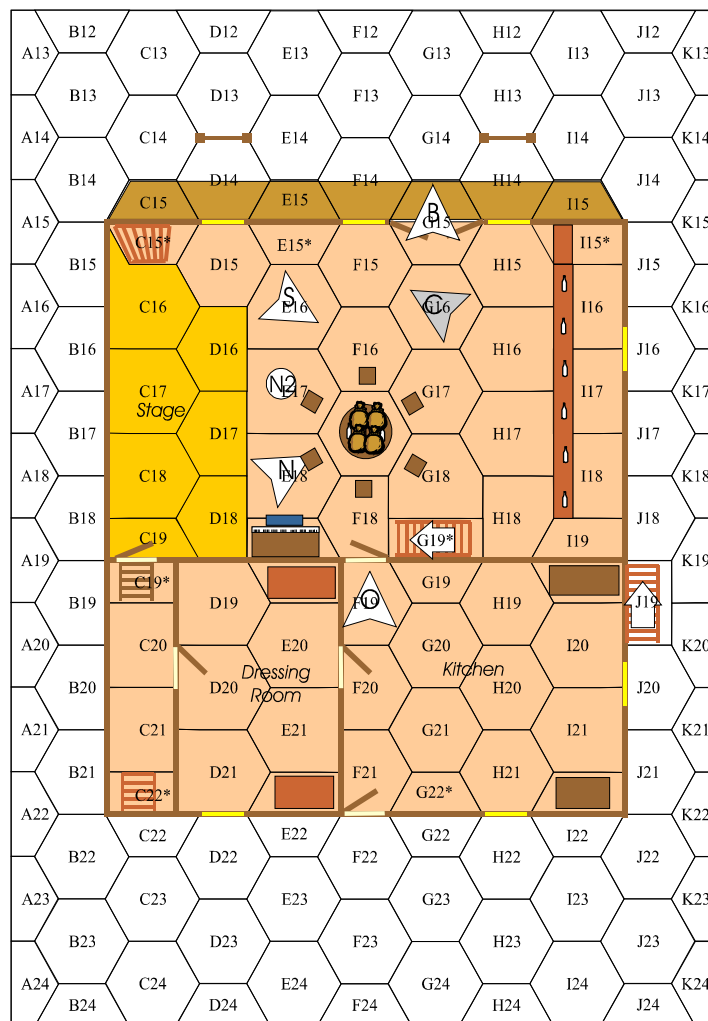 B12 D12 F12 H12 J12
A13 C13 E13 G13 I13 K13
B13 D13 F13 H13 J13
A14 C14 E14 G14 I14 K14
B14 D14 F14 H14 J14
A15 C15 E15 B G15 I15 K15
C15* E15* I15*
B15 D15 F15 H15 J15
A16 C16 S E16 C G16 I16 K16
B16 D16 F16 H16 J16
A17 C17 N2 E17 G17 I17 K17
Stage
B17 D17 H17 J17
A18 C18 N E18 G18 I18 K18
B18 D18 F18 H18 J18
A19 C19 G19* I19 K19
C19* G19
B19 D19 O F19 H19 J19
A20 C20 E20 G20 I20 K20
Dressing Kitchen
Room
B20 D20 F20 H20 J20
A21 C21 E21 G21 I21 K21
B21 D21 F21 H21 J21
C22* G22*
A22 C22 E22 G22 I22 K22
B22 D22 F22 H22 J22
A23 C23 E23 G23 I23 K23
B23 D23 F23 H23 J23
A24 C24 E24 G24 I24 K24
B24 D24 F24 H24 J24